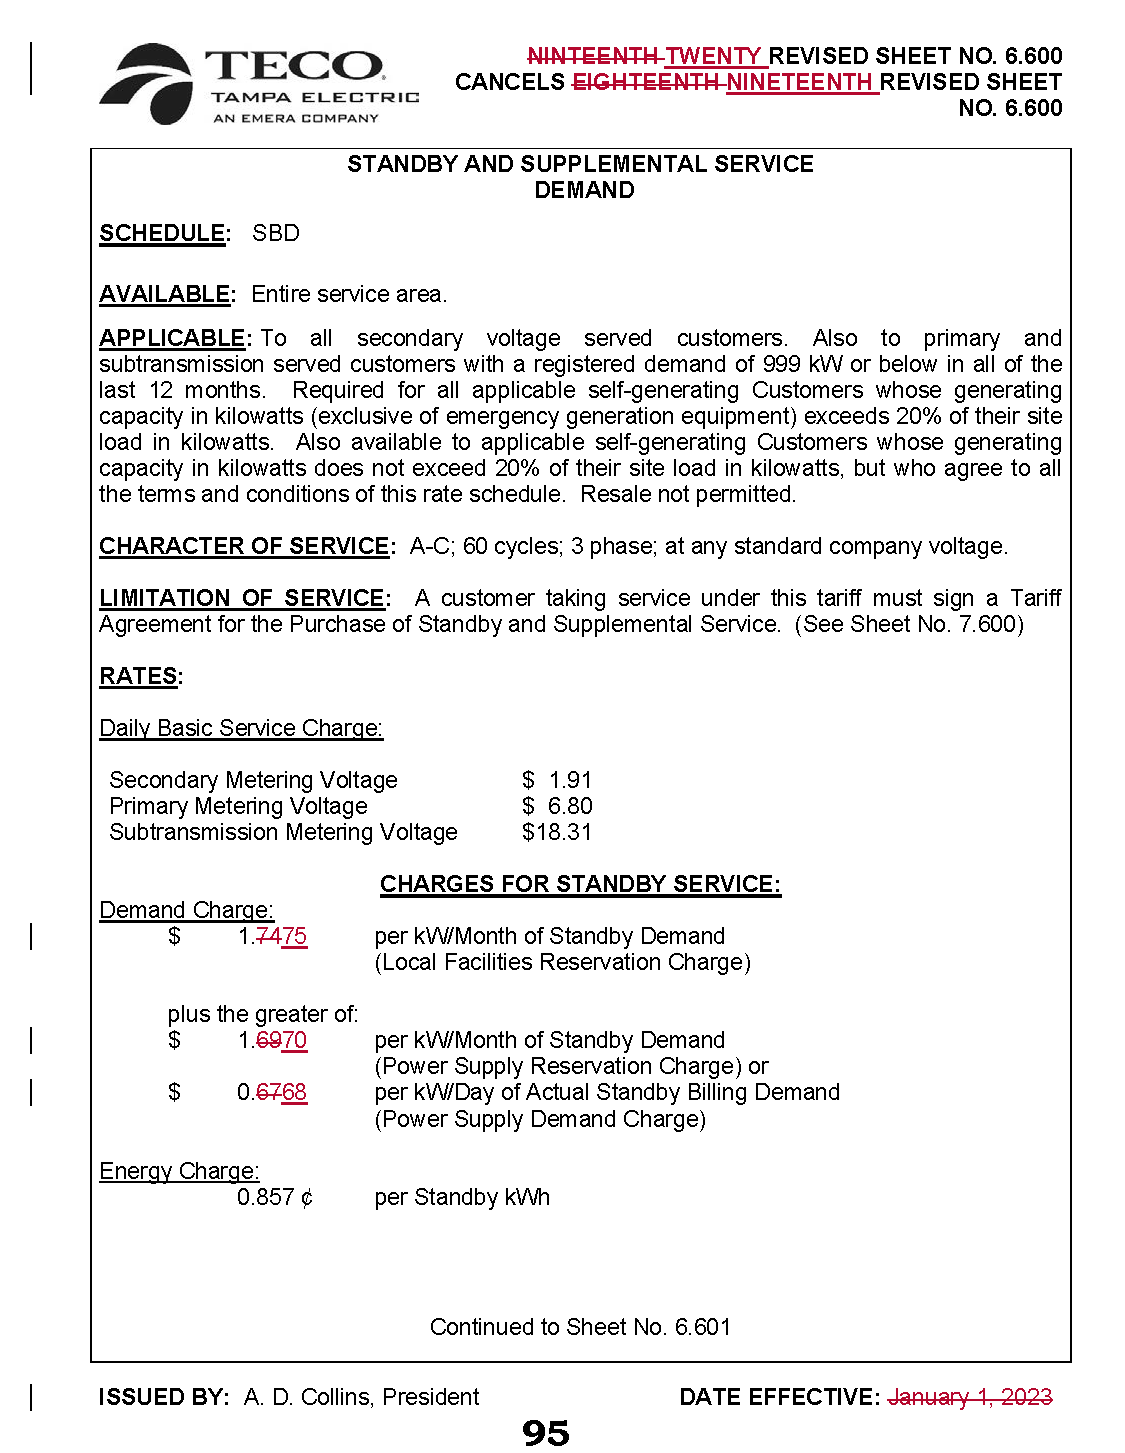 TECO.
TAMPA ELECTRIC
AN EMERA COMPANY
NINTEENTH TWENTY REVISED SHEET NO. 6.600
CANCELS EIGHTEENTH NINETEENTH REVISED SHEET
NO. 6.600
STANDBY AND SUPPLEMENTAL SERVICE
DEMAND
SCHEDULE: SBD
AVAILABLE: Entire service area.
APPLICABLE: To all secondary voltage served customers. Also to primary and
subtransmission served customers with a registered demand of 999 kW or below in all of the
last 12 months. Required for all applicable self-generating Customers whose generating
capacity in kilowatts (exclusive of emergency generation equipment) exceeds 20% of their site
load in kilowatts. Also available to applicable self-generating Customers whose generating
capacity in kilowatts does not exceed 20% of their site load in kilowatts, but who agree to all
the terms and conditions of this rate schedule. Resale not permitted.
CHARACTER OF SERVICE: A-C; 60 cycles; 3 phase; at any standard company voltage.
LIMITATION OF SERVICE: A customer taking service under this tariff must sign a Tariff
Agreement for the Purchase of Standby and Supplemental Service. (See Sheet No. 7.600)
RATES:
Daily Basic Service Charge:
Secondary Metering Voltage $ 1.91
Primary Metering Voltage $ 6.80
Subtransmission Metering Voltage $18.31
CHARGES FOR STANDBY SERVICE:
Demand Charge:
$ 1.7475 per kW/Month of Standby Demand
(Local Facilities Reservation Charge)
plus the greater of:
$ 1.6970 per kW/Month of Standby Demand
(Power Supply Reservation Charge) or
$ 0.6768 per kW/Day of Actual Standby Billing Demand
(Power Supply Demand Charge)
Energy Charge:
0.857 ¢ per Standby kWh
Continued to Sheet No. 6.601
ISSUED BY: A. D. Collins, President DATE EFFECTIVE: January 1, 2023
95